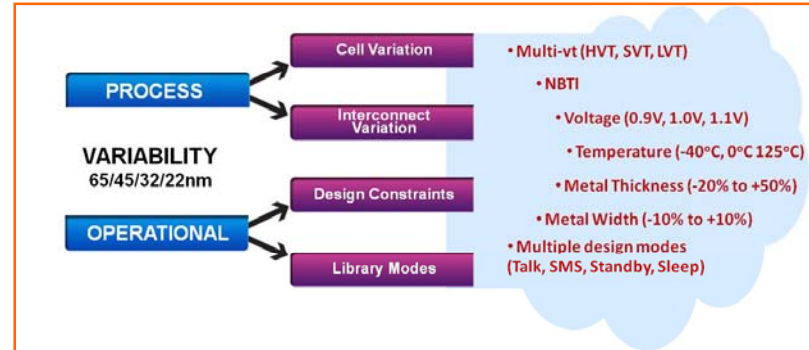 PROCESS
VARIABILITY
65/45/32/22nm
OPERATIONAL
Cell Variation
Interconnect
Variation
Design Constraints
Library Modes
• Multi-vt (HVT, SVT, LVT)
• NBTI
• Voltage (0.9V, 1.0V, 1.1V)
• Temperature (-40°C, 0°C 125°C)
• Metal Thickness (-20% to +50%)
• Metal Width (-10% to +10%)
• Multiple design modes
(Talk, SMS, Standby, Sleep)